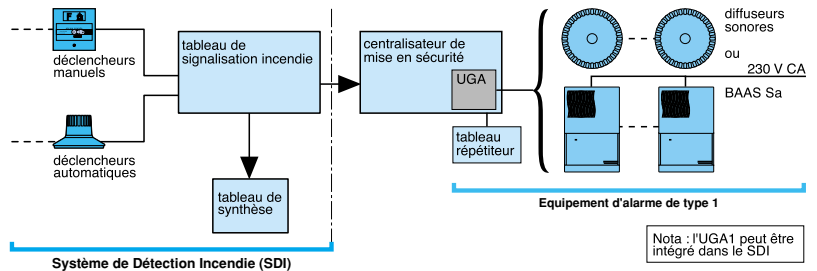 déclencheurs
manuels
déclencheurs
automatiques
tableau de
signalisation incendie
tableau de
synthèse
Système de Détection Incendie (SDI)
centralisateur de
mise en sécurité
UGA
tableau
répétiteur
diffuseurs
sonores
ou
230 V CA
BAAS Sa
Equipement d'alarme de type 1
Nota : l'UGA1 peut être
intégré dans le SDI